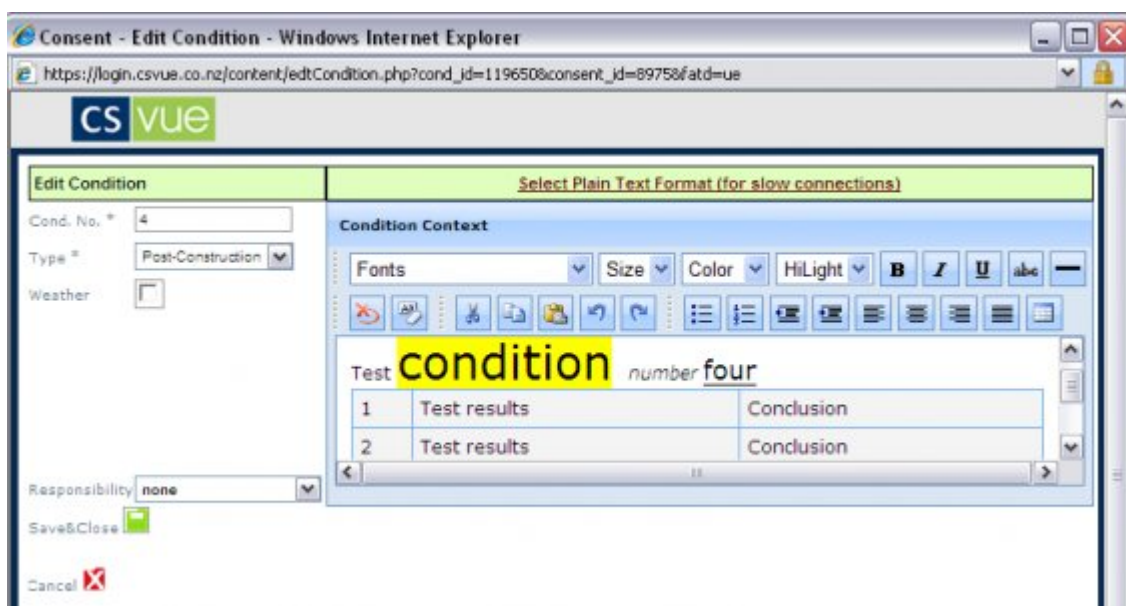 Consent - Edit Condition - Windows Internet Explorer
https://login.csvue.co.nz/content/edtCondition.php?cond_id=119650&consent_id=8975&fatd=ue
cs vue
Edit Condition
Select Plain Text Format (for slow connections)
Cond. No. * 4
Type * Post-Construction
Weather
Condition Context
Fonts Size Color HiLight B I U abc
Test condition number four
1 Test results Conclusion
2 Test results Conclusion
Responsibility none
Save&Close
Cancel